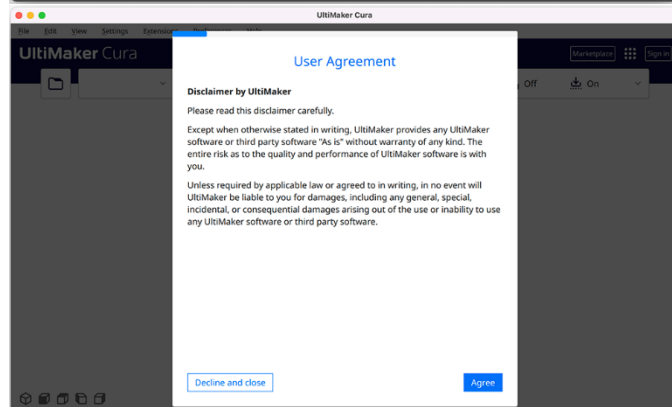 UltiMaker Cura
File Edit View Settings Extensions Preferences Help
UltiMaker Cura
Marketplace
Sign in
Off
On
User Agreement
Disclaimer by UltiMaker
Please read this disclaimer carefully.
Except when otherwise stated in writing, UltiMaker provides any UltiMaker
software or third party software "As is" without warranty of any kind. The
entire risk as to the quality and performance of UltiMaker software is with
you.
Unless required by applicable law or agreed to in writing, in no event will
UltiMaker be liable to you for damages, including any general, special,
incidental, or consequential damages arising out of the use or inability to use
any UltiMaker software or third party software.
Decline and close
Agree